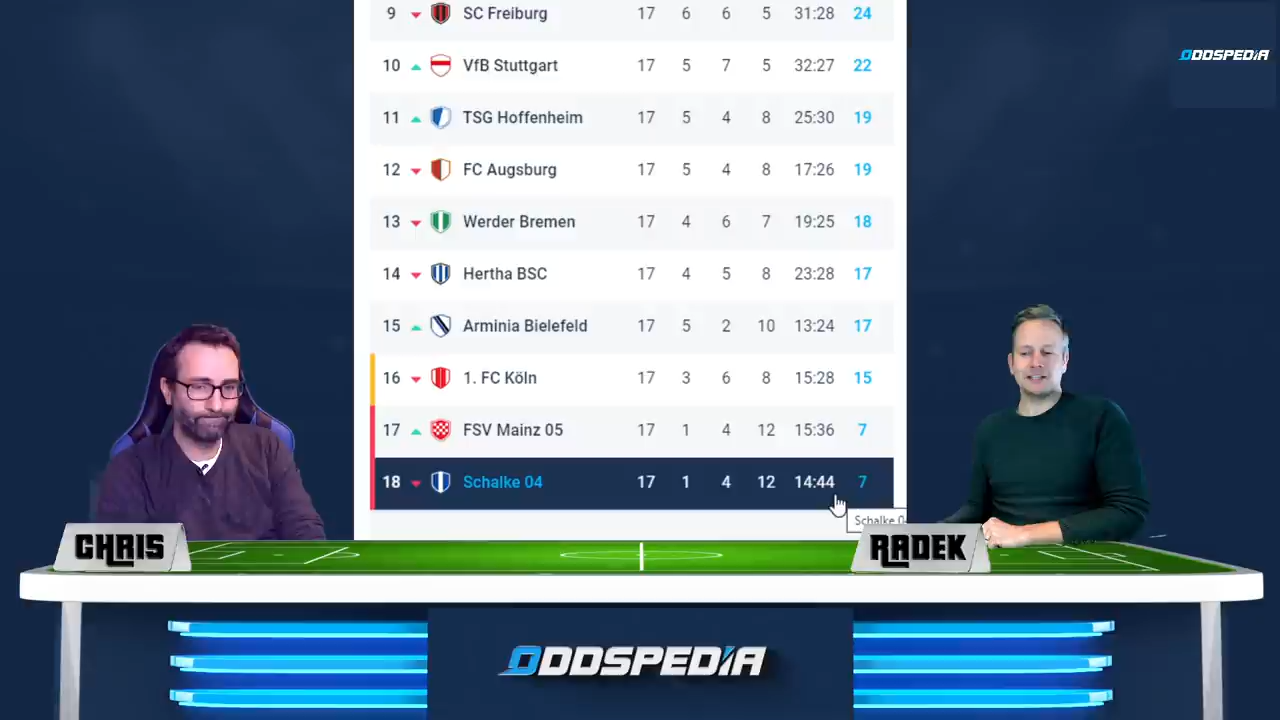 9 SC Freiburg 17 6 6 5 31:28 24
ODDSPEDIA
10 VfB Stuttgart 17 5 7 5 32:27 22
11 TSG Hoffenheim 17 5 4 8 25:30 19
12 FC Augsburg 17 5 4 8 17:26 19
13 Werder Bremen 17 4 6 7 19:25 18
14 Hertha BSC 17 4 5 8 23:28 17
15 Arminia Bielefeld 17 5 2 10 13:24 17
16 1. FC Köln 17 3 6 8 15:28 15
17 FSV Mainz 05 17 1 4 12 15:36 7
18 Schalke 04 17 1 4 12 14:44 7
Schalke 0
CHRIS
RADEK
ODDSPEDIA